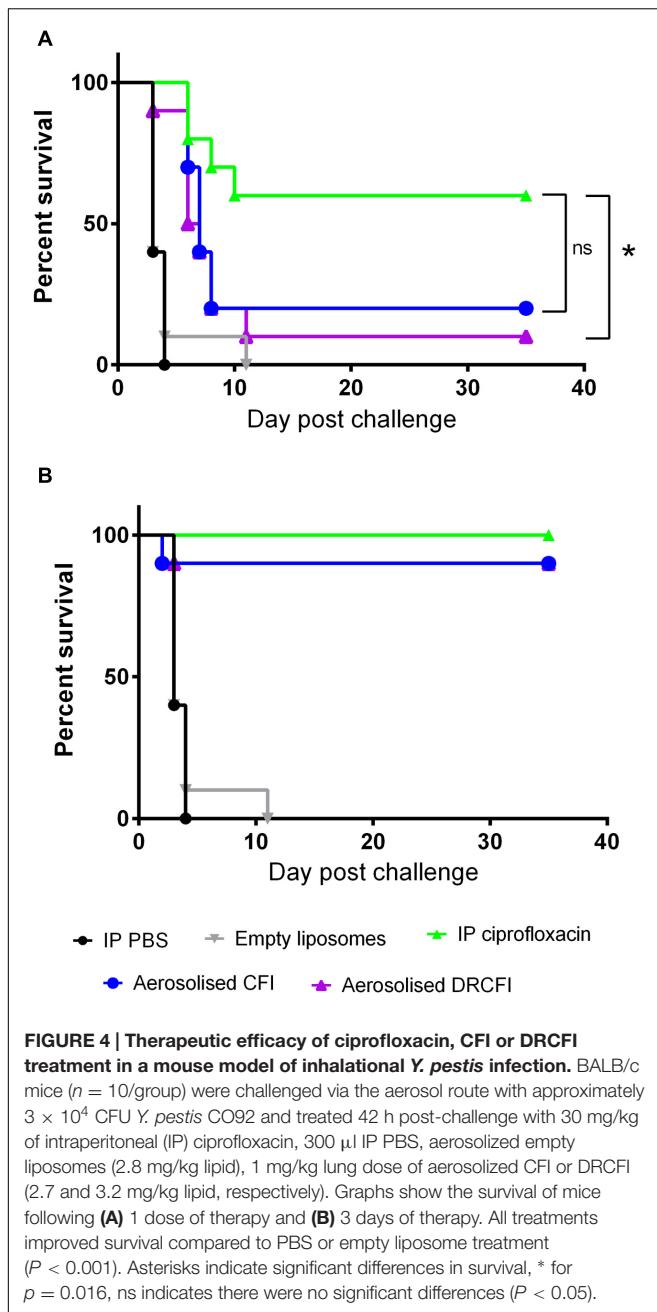 A
100
50
0
Percent survival
ns
*
0 10 20 30 40
Day post challenge
B
100
50
0
Percent survival
0 10 20 30 40
Day post challenge
IP PBS Empty liposomes IP ciprofloxacin
Aerosolised CFI Aerosolised DRCFI
FIGURE 4 | Therapeutic efficacy of ciprofloxacin, CFI or DRCFI
treatment in a mouse model of inhalational Y. pestis infection. BALB/c
mice (n = 10/group) were challenged via the aerosol route with approximately
3 × 10⁴ CFU Y. pestis CO92 and treated 42 h post-challenge with 30 mg/kg
of intraperitoneal (IP) ciprofloxacin, 300 μl IP PBS, aerosolized empty
liposomes (2.8 mg/kg lipid), 1 mg/kg lung dose of aerosolized CFI or DRCFI
(2.7 and 3.2 mg/kg lipid, respectively). Graphs show the survival of mice
following (A) 1 dose of therapy and (B) 3 days of therapy. All treatments
improved survival compared to PBS or empty liposome treatment
(P < 0.001). Asterisks indicate significant differences in survival, * for
p = 0.016, ns indicates there were no significant differences (P < 0.05).